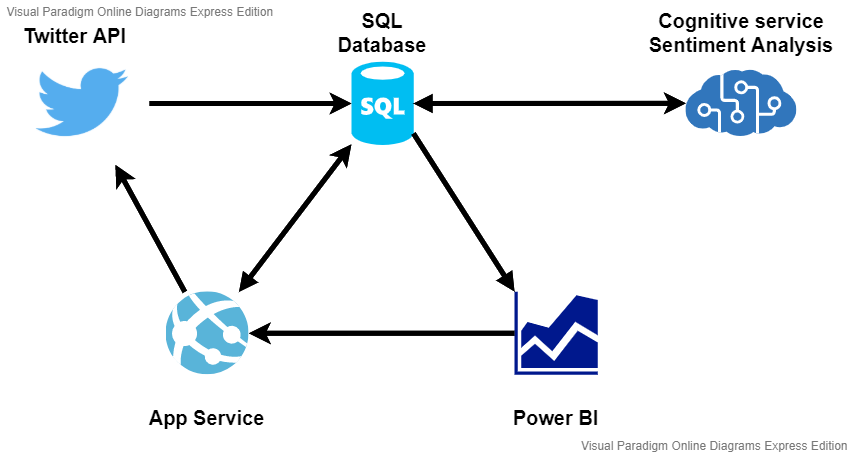 Visual Paradigm Online Diagrams Express Edition
Twitter API
SQL
Database
Cognitive service
Sentiment Analysis
SQL
App Service
Power BI
Visual Paradigm Online Diagrams Express Edition